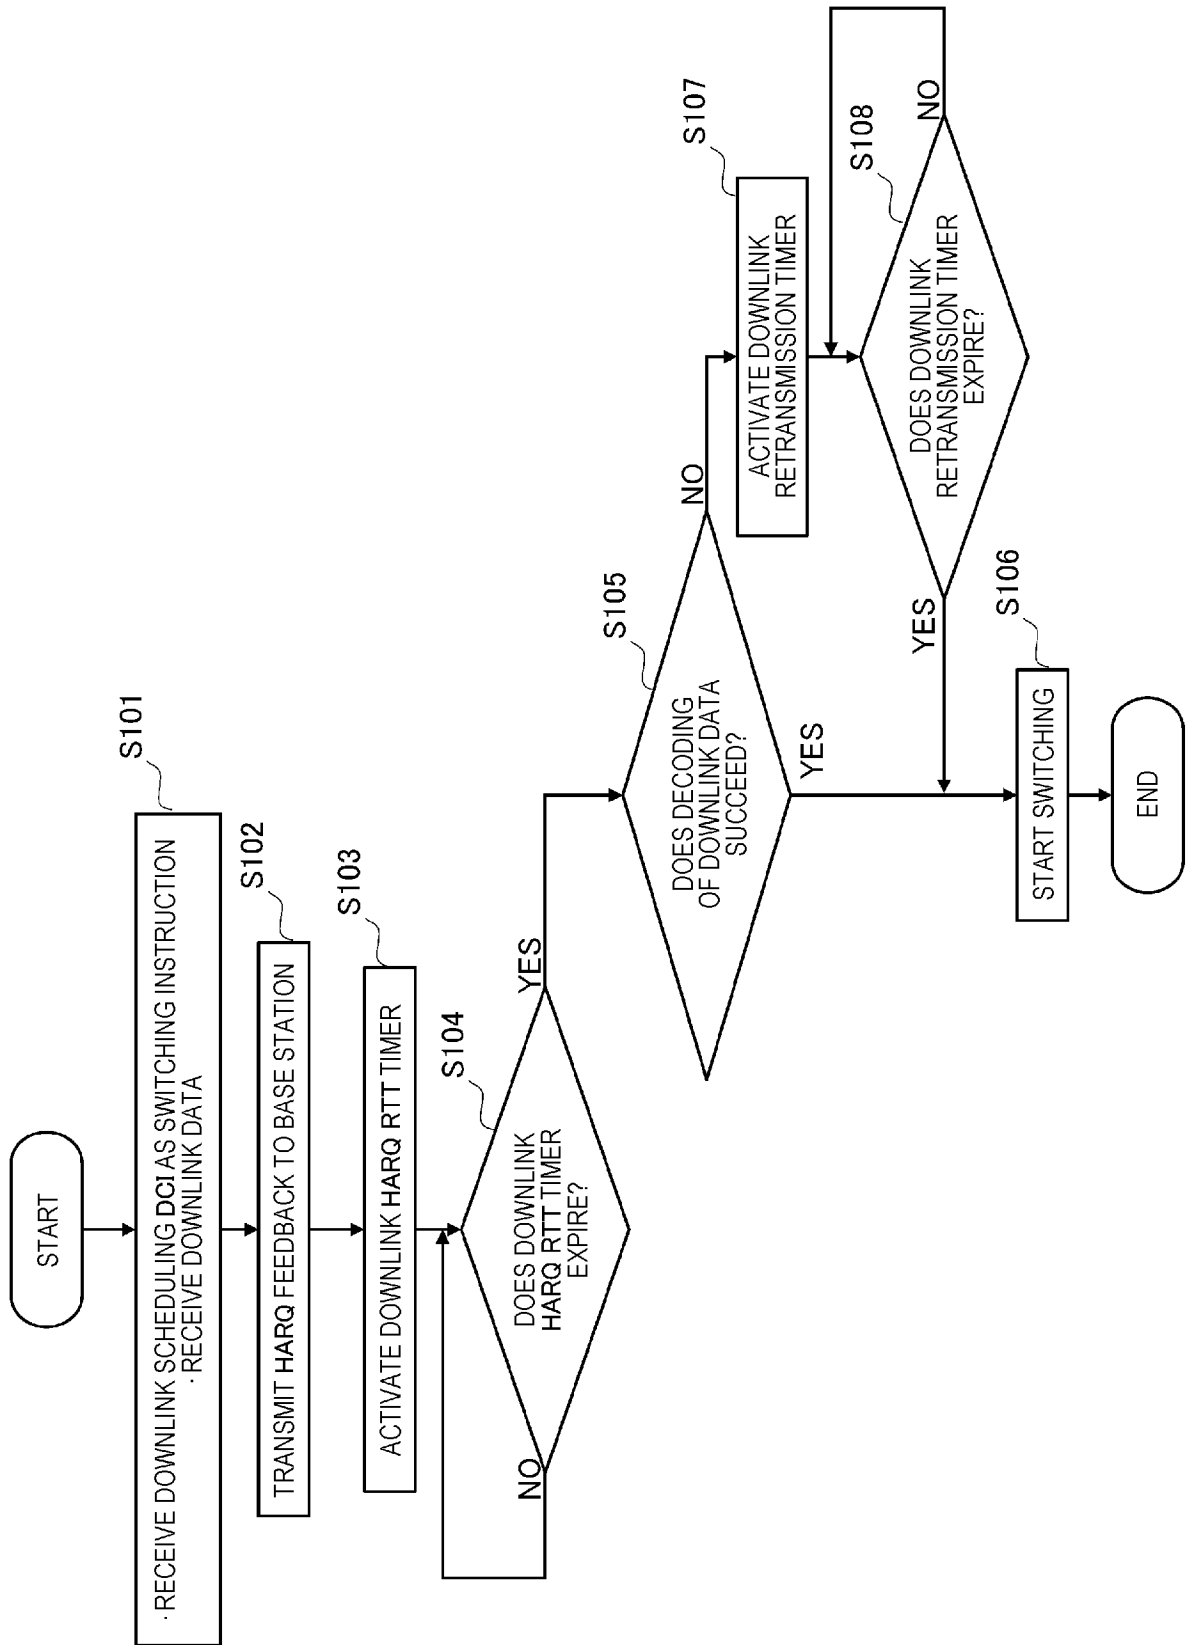 START
· RECEIVE DOWNLINK SCHEDULING DCI AS SWITCHING INSTRUCTION
· RECEIVE DOWNLINK DATA
S101
TRANSMIT HARQ FEEDBACK TO BASE STATION
S102
ACTIVATE DOWNLINK HARQ RTT TIMER
S103
DOES DOWNLINK
HARQ RTT TIMER
EXPIRE?
S104
NO
YES
DOES DECODING
OF DOWNLINK DATA
SUCCEED?
S105
NO
YES
ACTIVATE DOWNLINK
RETRANSMISSION TIMER
S107
DOES DOWNLINK
RETRANSMISSION TIMER
EXPIRE?
S108
NO
YES
START SWITCHING
S106
END